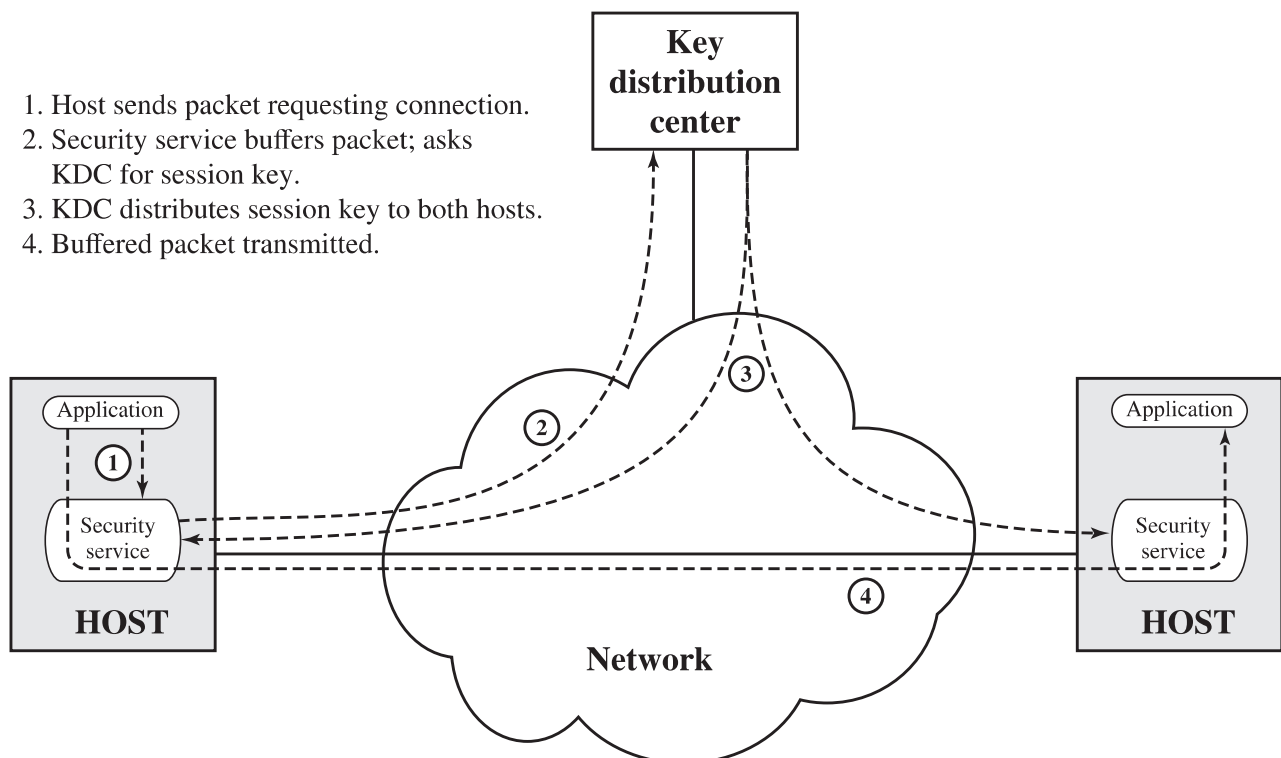 Key
distribution
center
1. Host sends packet requesting connection.
2. Security service buffers packet; asks
KDC for session key.
3. KDC distributes session key to both hosts.
4. Buffered packet transmitted.
3
2
Application
1
Security
service
HOST
Application
Security
service
HOST
4
Network